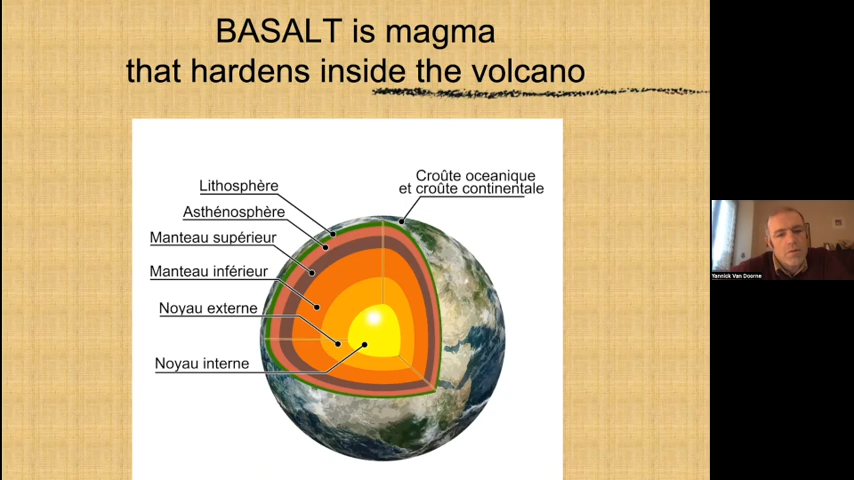 BASALT is magma
that hardens inside the volcano
Croûte oceanique
et croûte continentale
Lithosphère
Asthénosphère
Manteau supérieur
Manteau inférieur
Noyau externe
Noyau interne
Yannick Van Doorne